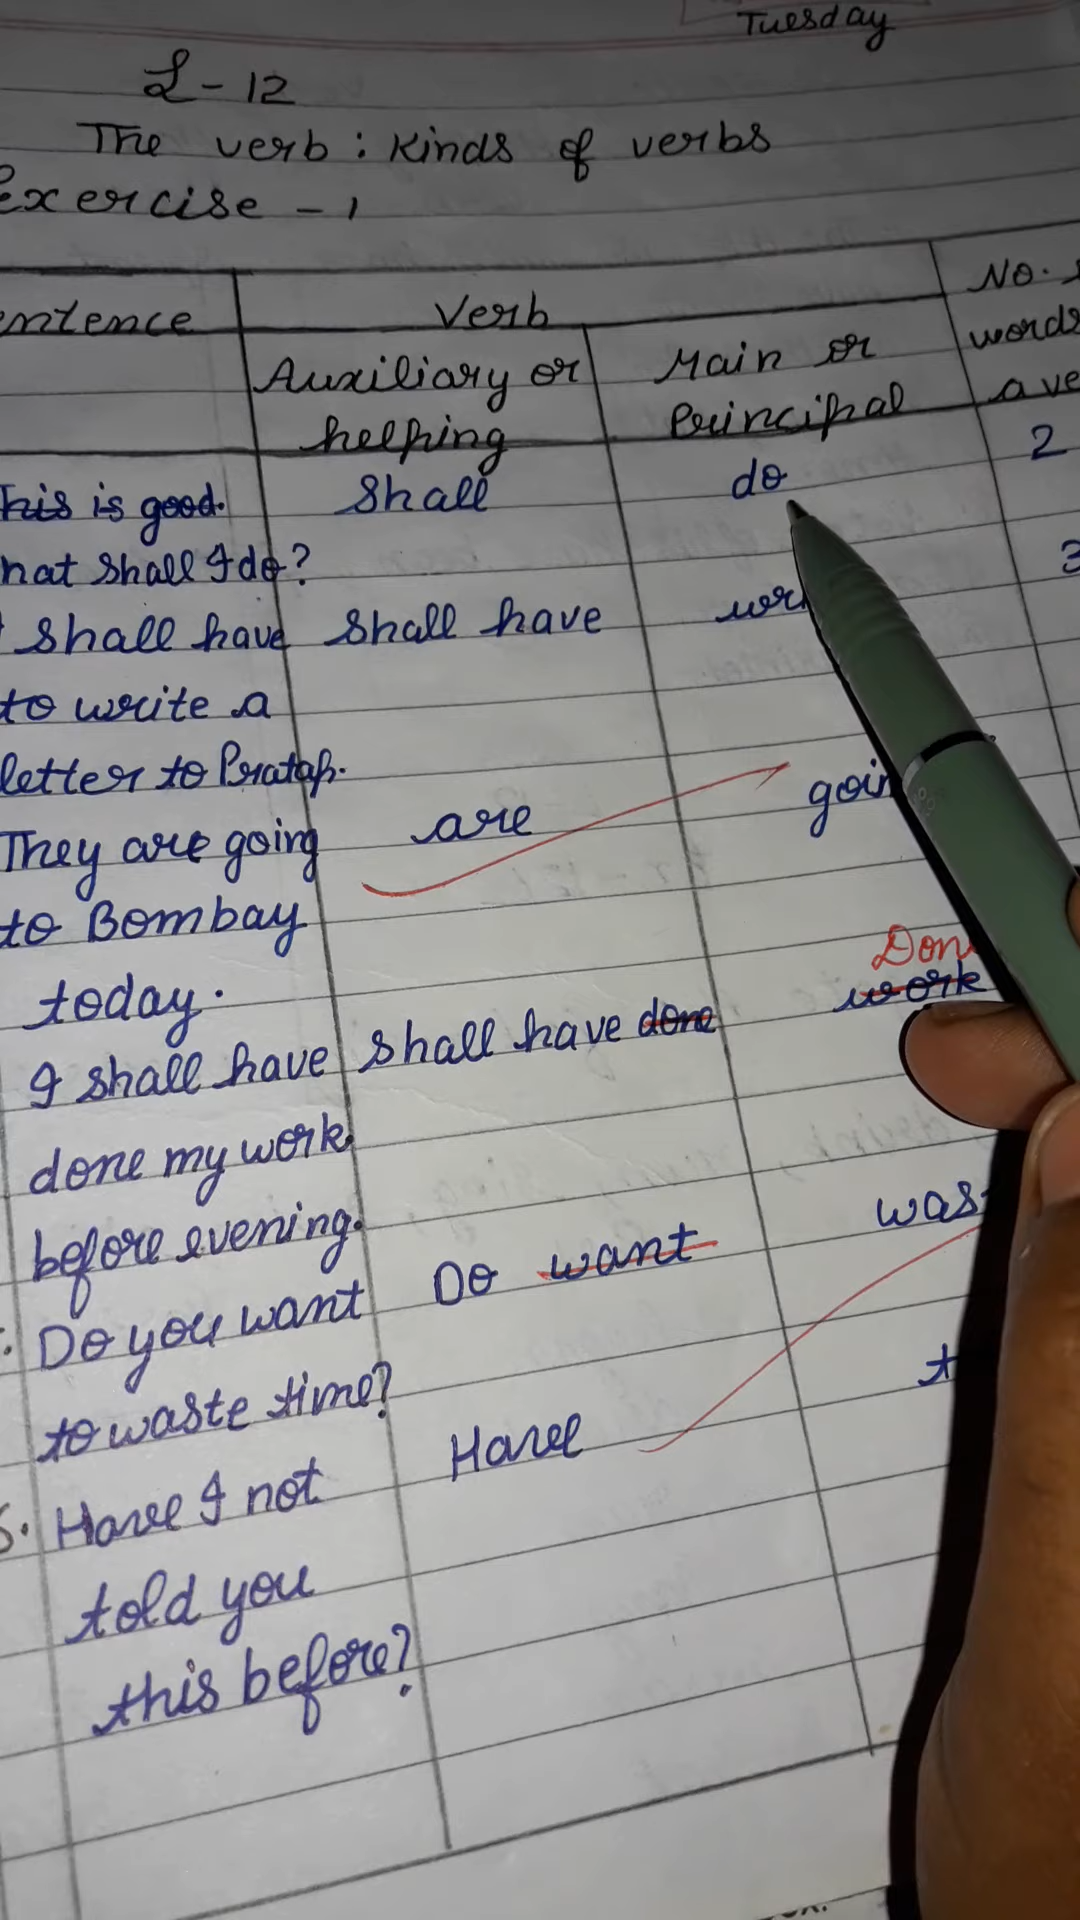 Tuesday
L-12
The verb: Kinds of verbs
Exercise - 1
entence Verb No.
words
Auxiliary or Main or
helping Principal a ve
This is good. Shall do 2
hat shall I do? 3
I shall have shall have wri
to write a
letter to Pratap.
They are going are goin
to Bombay
today.
Don
I shall have shall have done work
done my work
before evening.
Do you want Do want was
to waste time?
6. Have I not Have t
told you
this before?